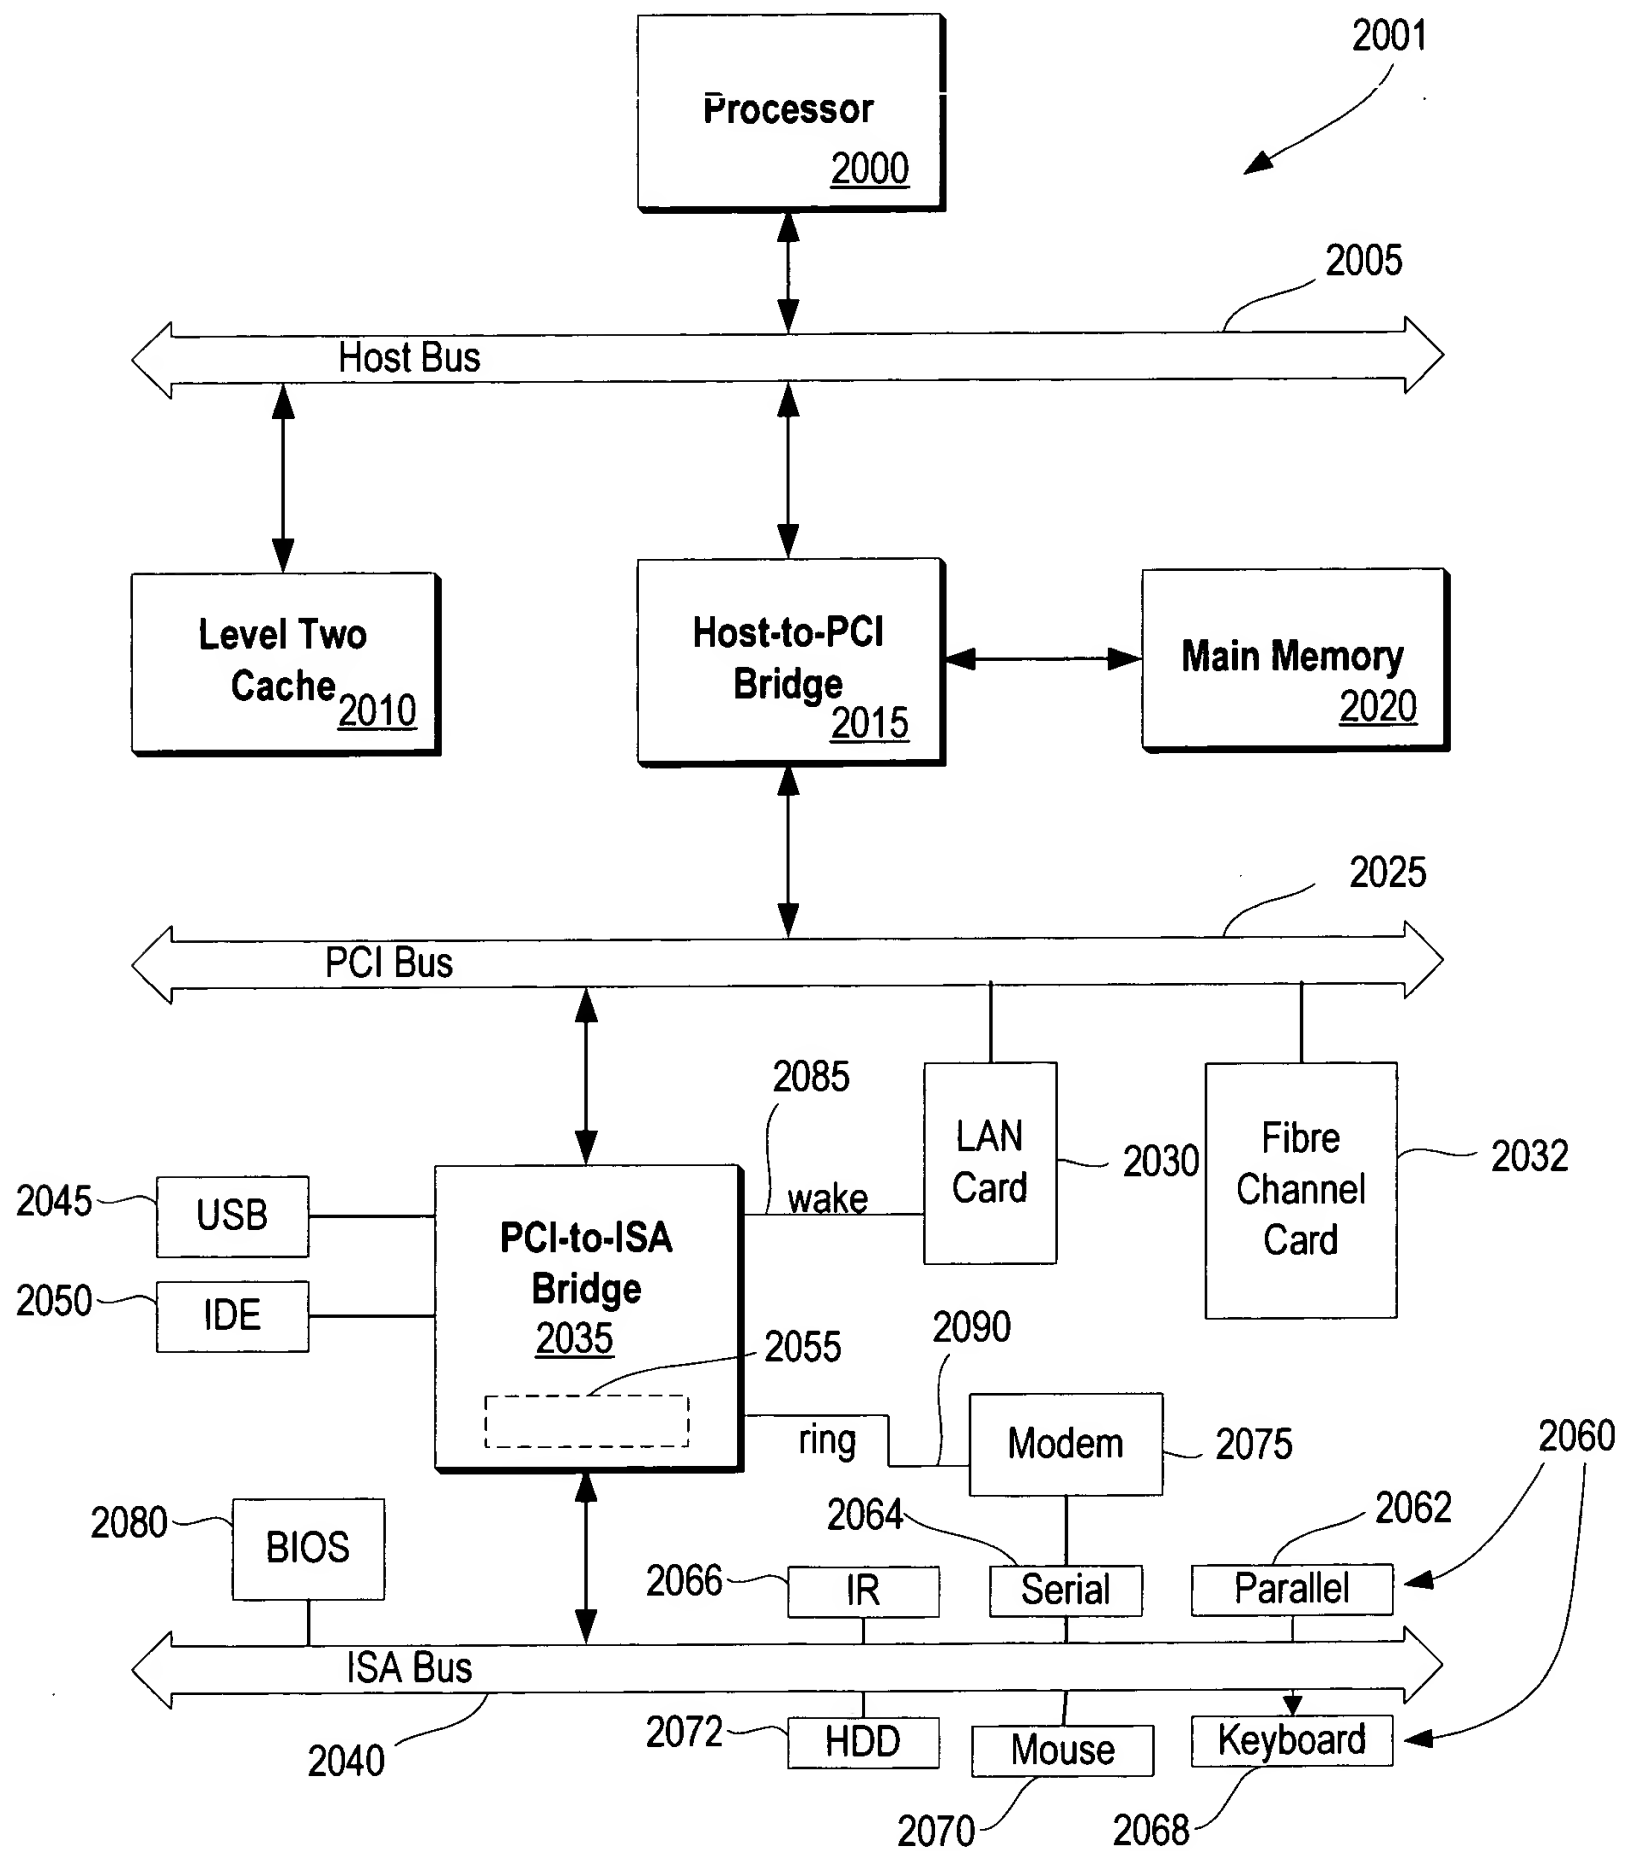 2001
Processor
2000
2005
Host Bus
Level Two
Cache
2010
Host-to-PCI
Bridge
2015
Main Memory
2020
2025
PCI Bus
2085
LAN
Card
2030
Fibre
Channel
Card
2032
wake
2045
USB
2050
IDE
PCI-to-ISA
Bridge
2035
2055
2090
ring
Modem
2075
2060
2080
BIOS
2064
2062
2066
IR
Serial
Parallel
ISA Bus
2040
2072
HDD
Mouse
Keyboard
2070
2068